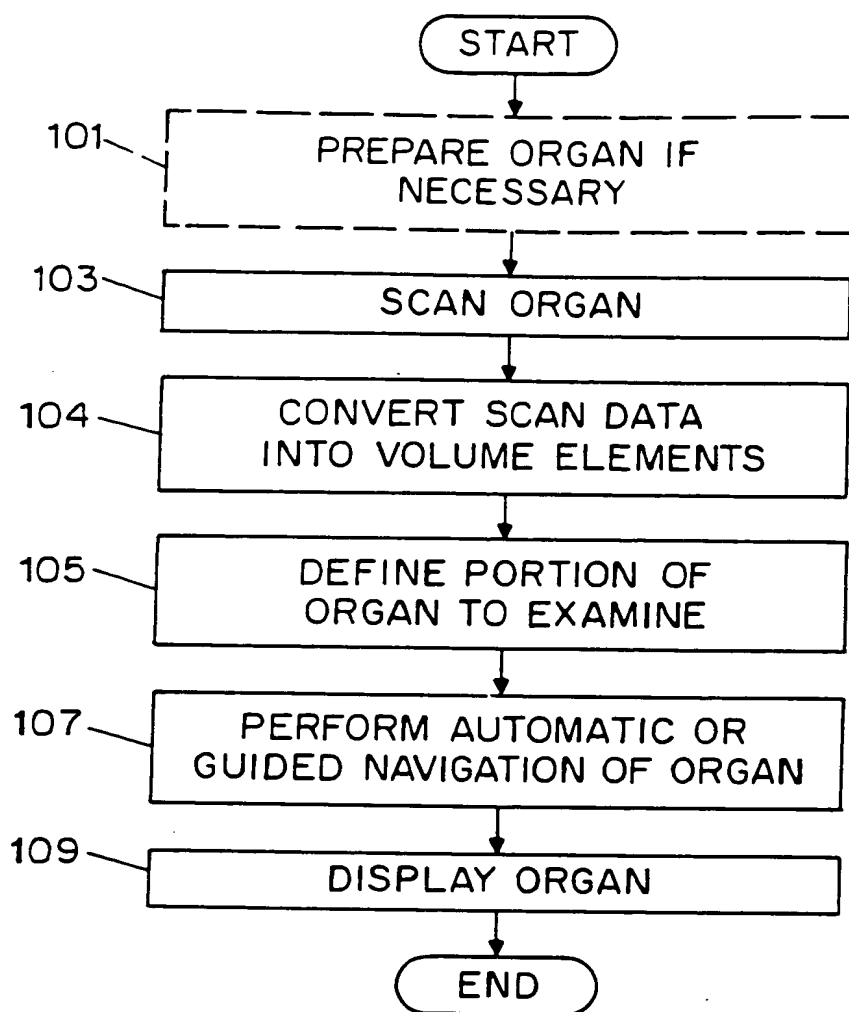 START
101
PREPARE ORGAN IF
NECESSARY
103
SCAN ORGAN
104
CONVERT SCAN DATA
INTO VOLUME ELEMENTS
105
DEFINE PORTION OF
ORGAN TO EXAMINE
107
PERFORM AUTOMATIC OR
GUIDED NAVIGATION OF ORGAN
109
DISPLAY ORGAN
END